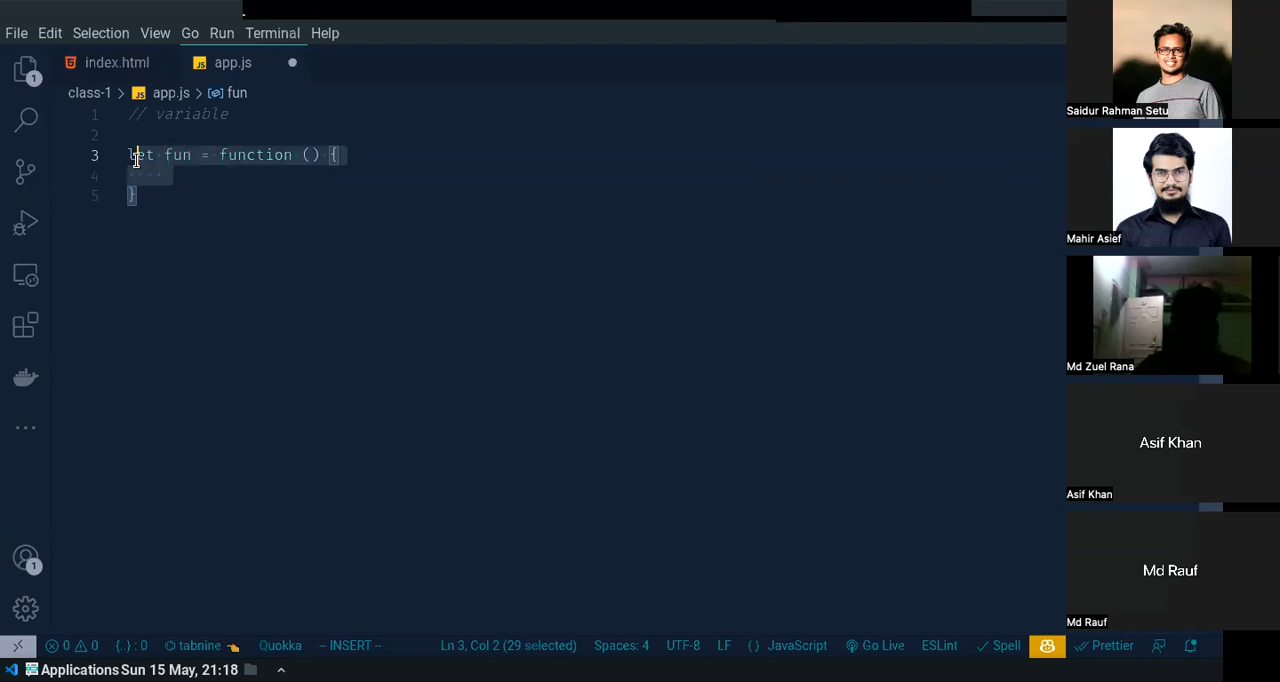 File Edit Selection View Go Run Terminal Help
index.html app.js
class-1 > app.js > fun
1 // variable
2
3 let fun = function () {
4
5 }
1
1
0 0 {..} : 0 tabnine Quokka -- INSERT -- Ln 3, Col 2 (29 selected) Spaces: 4 UTF-8 LF {} JavaScript Go Live ESLint Spell Prettier
Applications Sun 15 May, 21:18
Saidur Rahman Setu
Mahir Asief
Md Zuel Rana
Asif Khan
Asif Khan
Md Rauf
Md Rauf